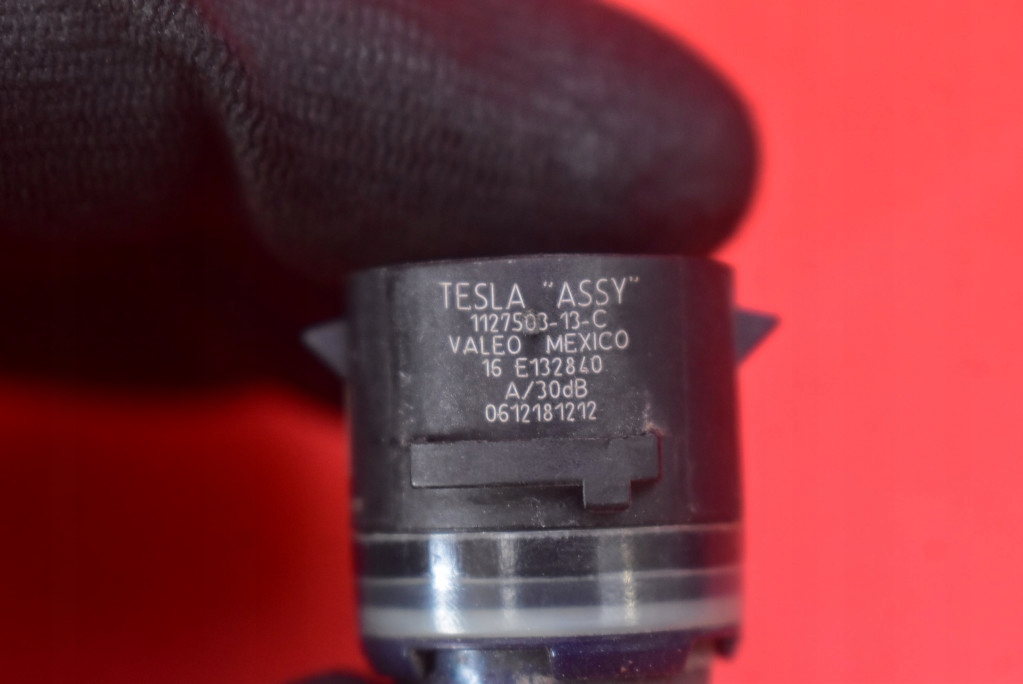 TESLA "ASSY"
1127503-13-C
VALEO MEXICO
16 E132840
A/30dB
0612181212